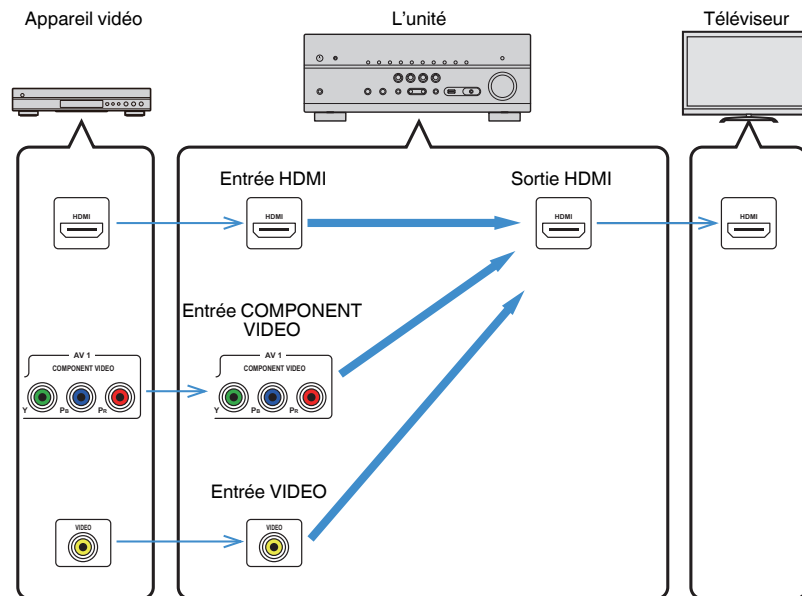 Appareil vidéo
L'unité
Téléviseur
Entrée HDMI
Sortie HDMI
HDMI
HDMI
HDMI
HDMI
Entrée COMPONENT
VIDEO
AV 1
COMPONENT VIDEO
Y
PB
PR
AV 1
COMPONENT VIDEO
Y
PB
PR
Entrée VIDEO
VIDEO
VIDEO